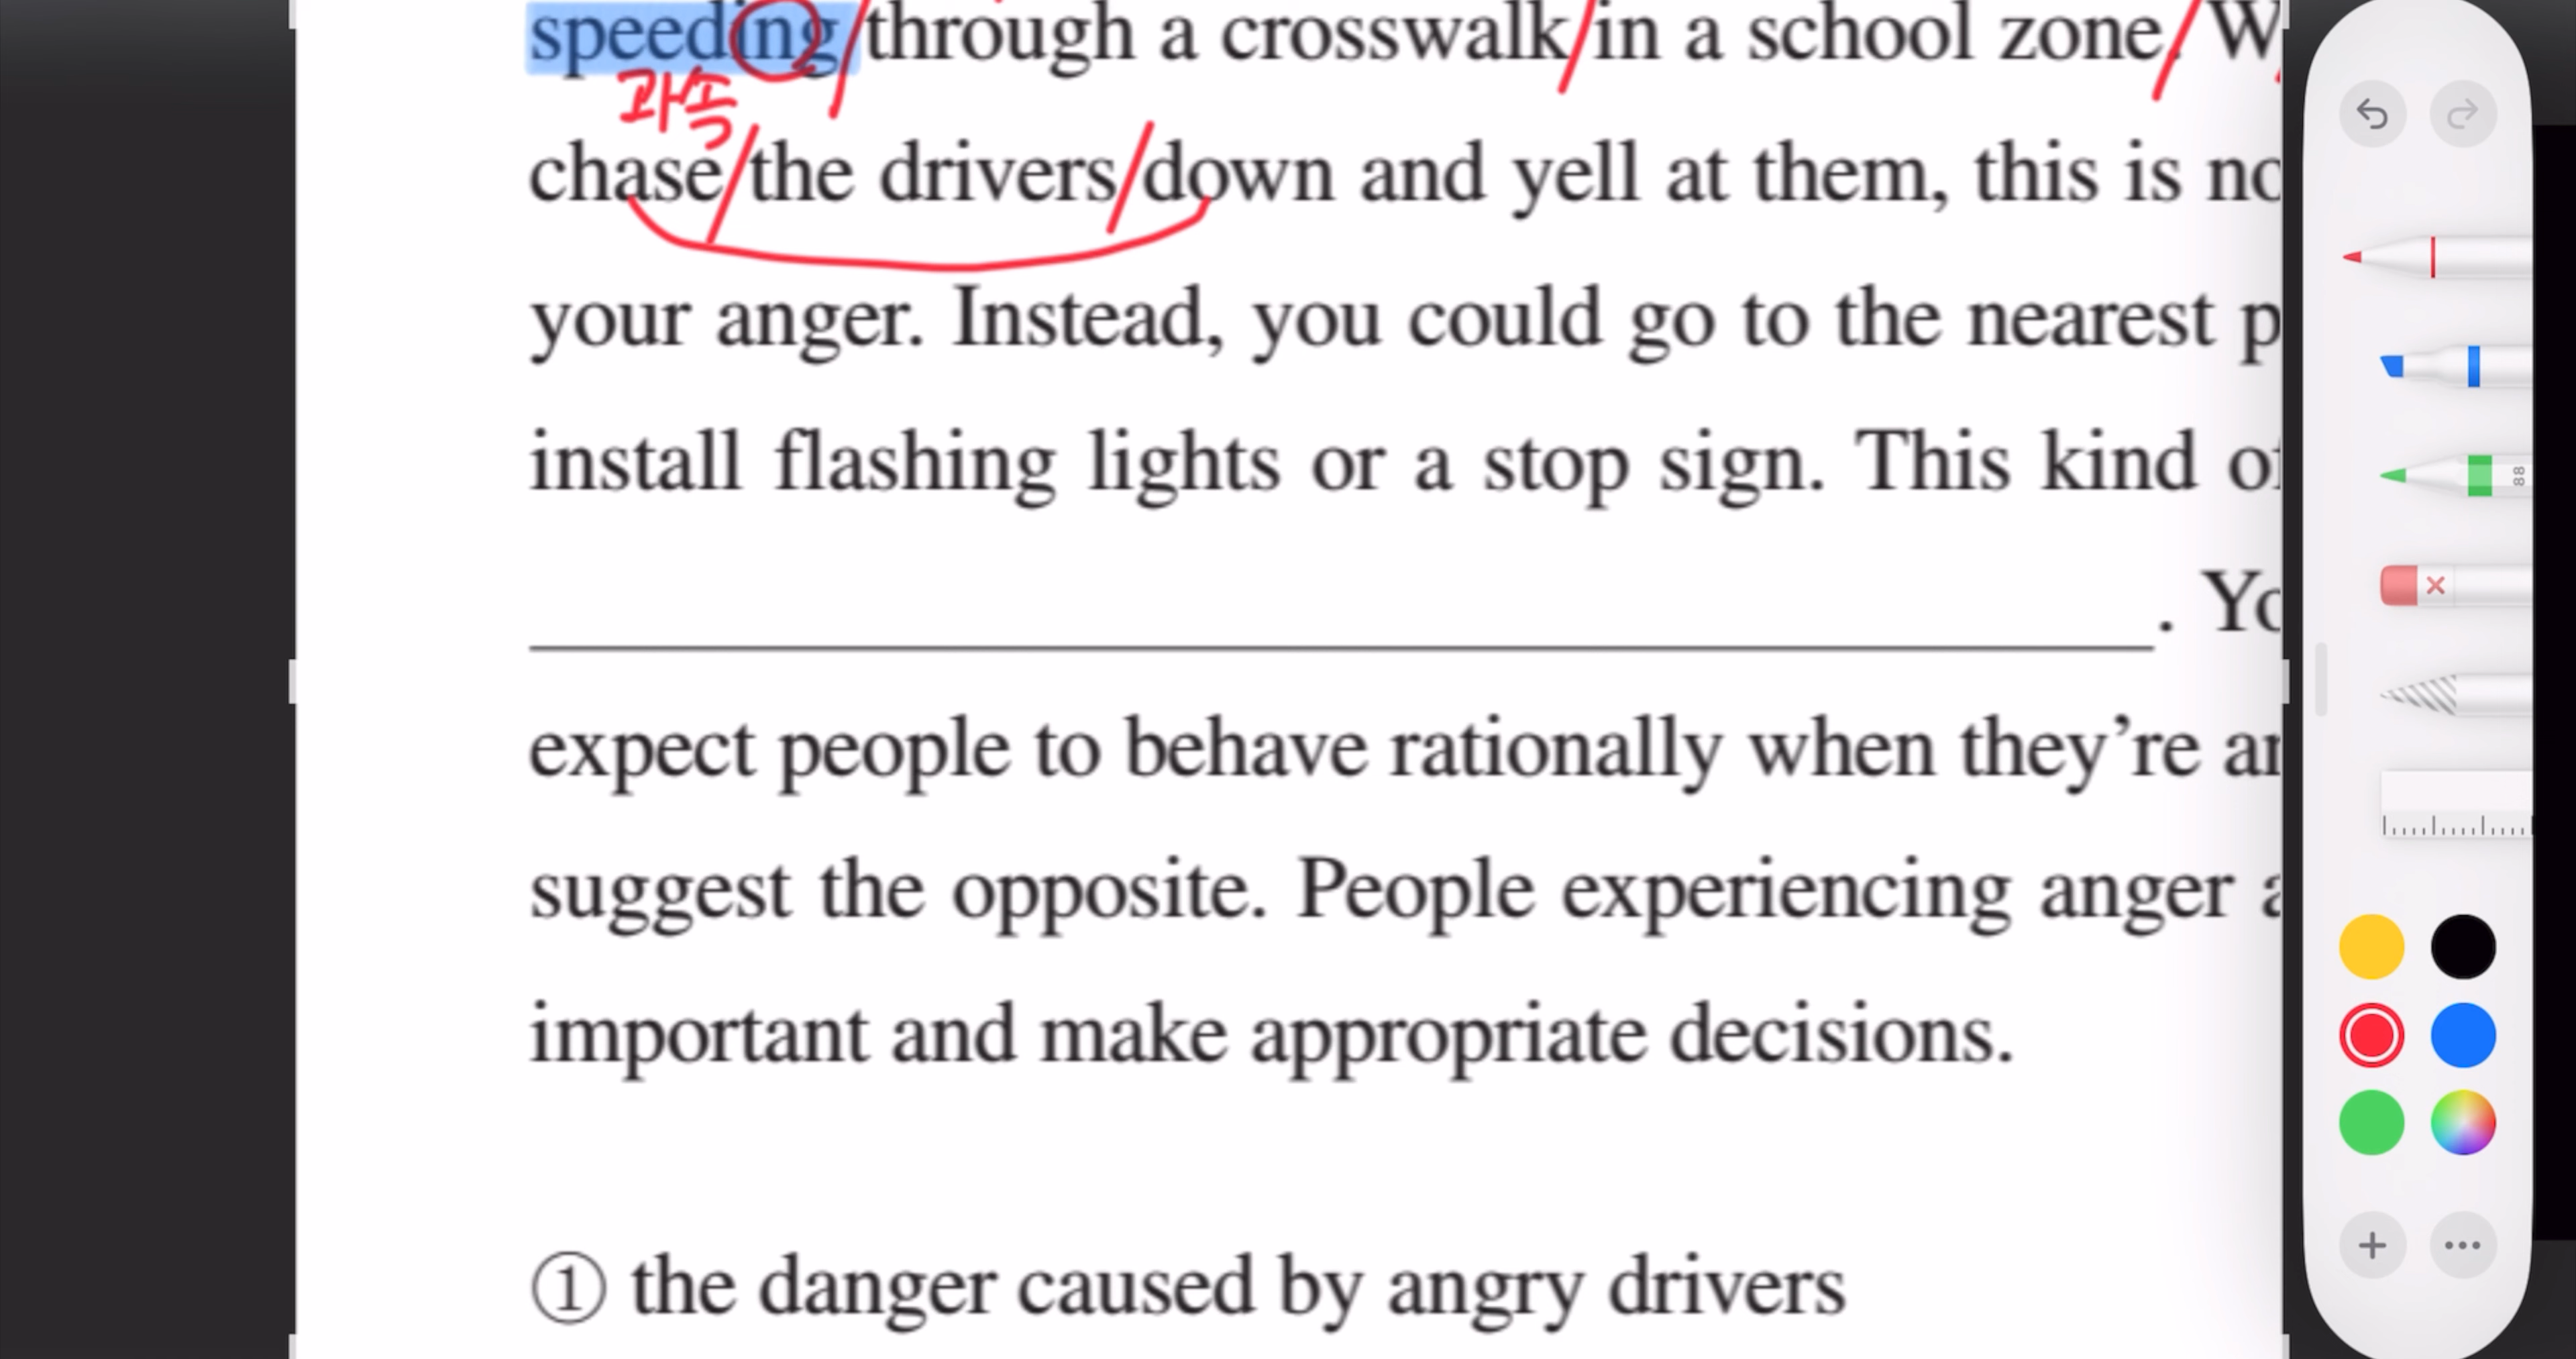 speeding through a crosswalk in a school zone. W
과속
chase the drivers down and yell at them, this is no
your anger. Instead, you could go to the nearest p
install flashing lights or a stop sign. This kind of
. Yo
expect people to behave rationally when they’re an
suggest the opposite. People experiencing anger a
important and make appropriate decisions.
① the danger caused by angry drivers
88